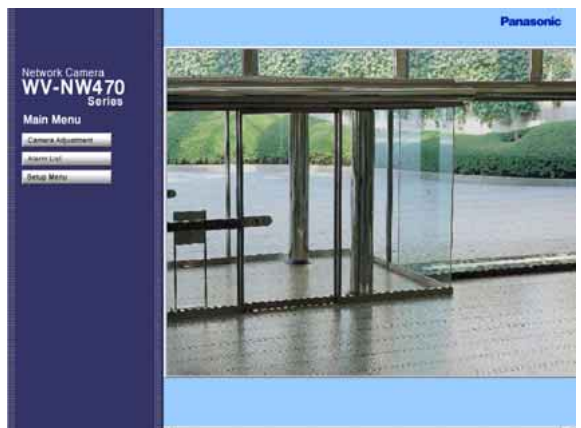 Panasonic
Network Camera
WV-NW470
Series
Main Menu
Camera Adjustment
Alarm List
Setup Menu